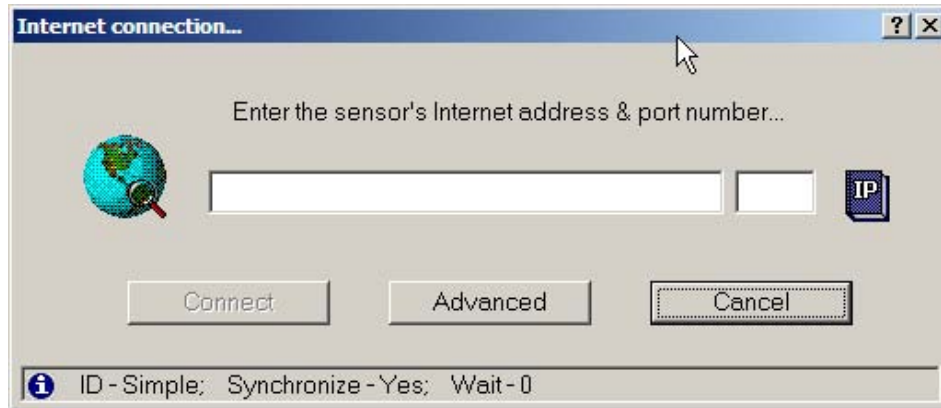 Internet connection...
Enter the sensor's Internet address & port number...
IP
Connect Advanced Cancel
ID - Simple; Synchronize - Yes; Wait - 0